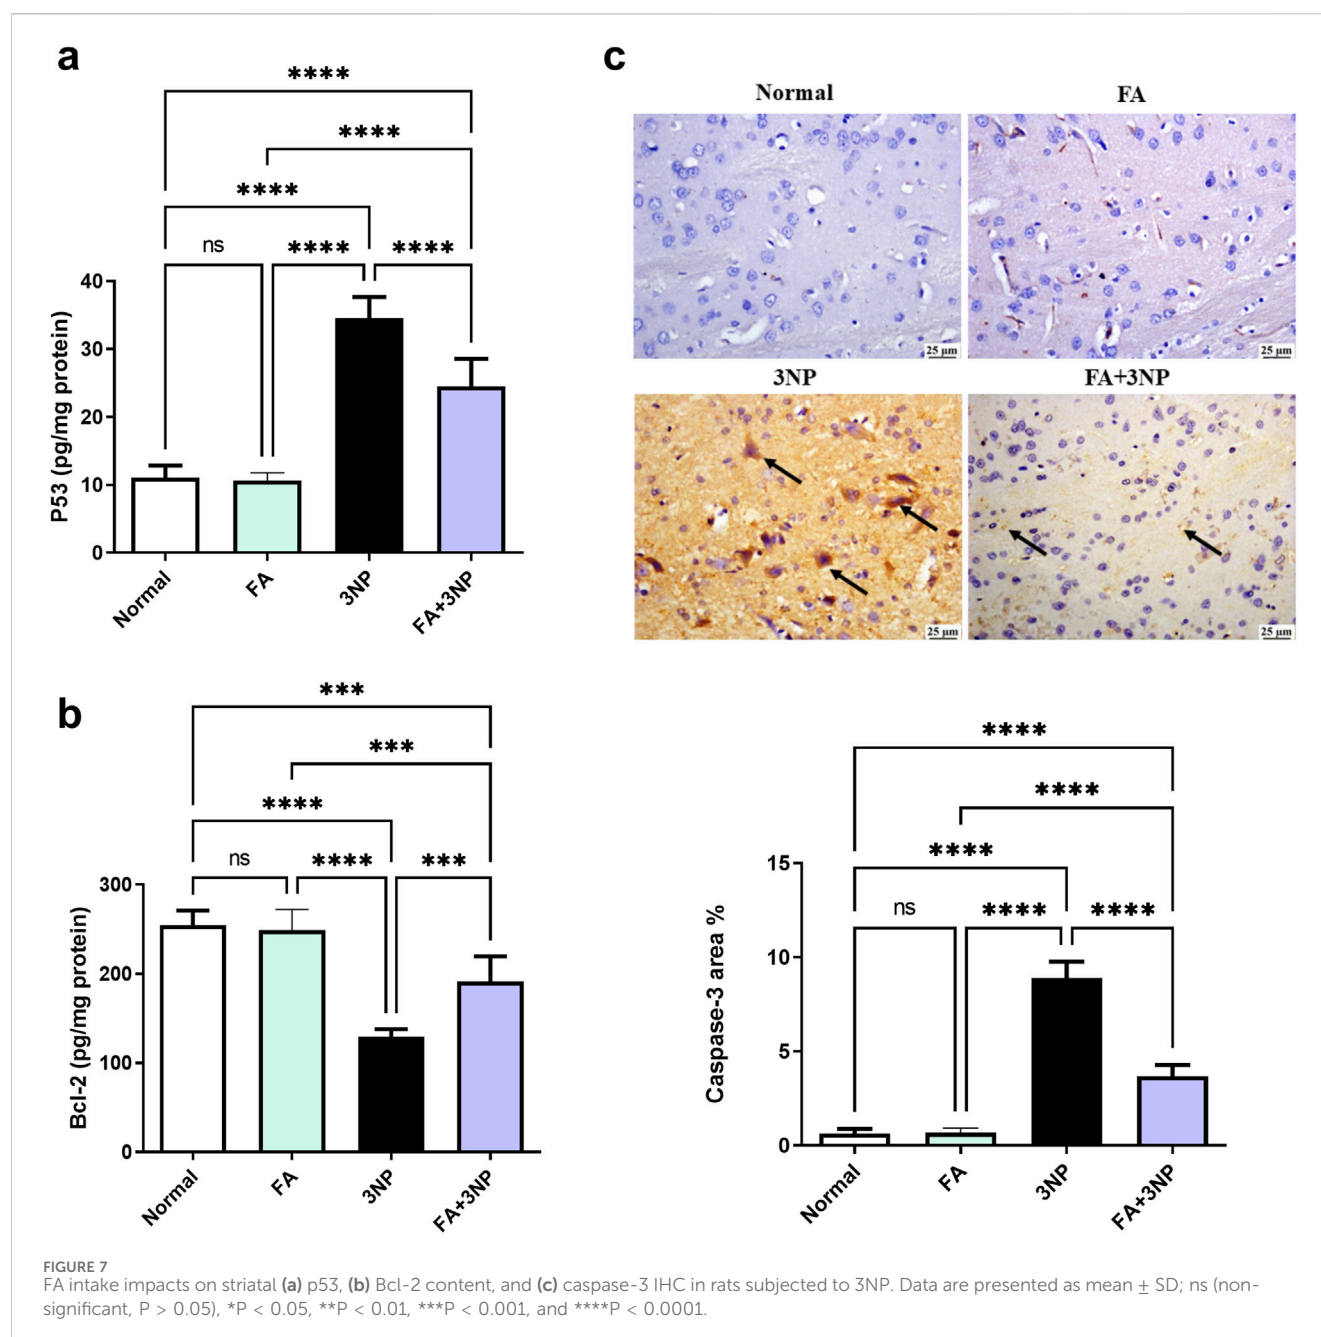 a
****
****
****
ns
****
****
40
30
20
10
0
P53 (pg/mg protein)
Normal
FA
3NP
FA+3NP
c
Normal
FA
25 µm
25 µm
3NP
FA+3NP
25 µm
25 µm
b
***
***
****
ns
****
***
300
200
100
0
Bcl-2 (pg/mg protein)
Normal
FA
3NP
FA+3NP
****
****
****
ns
****
****
15
10
5
0
Caspase-3 area %
Normal
FA
3NP
FA+3NP
FIGURE 7
FA intake impacts on striatal (a) p53, (b) Bcl-2 content, and (c) caspase-3 IHC in rats subjected to 3NP. Data are presented as mean ± SD; ns (non-
significant, P > 0.05), *P < 0.05, **P < 0.01, ***P < 0.001, and ****P < 0.0001.